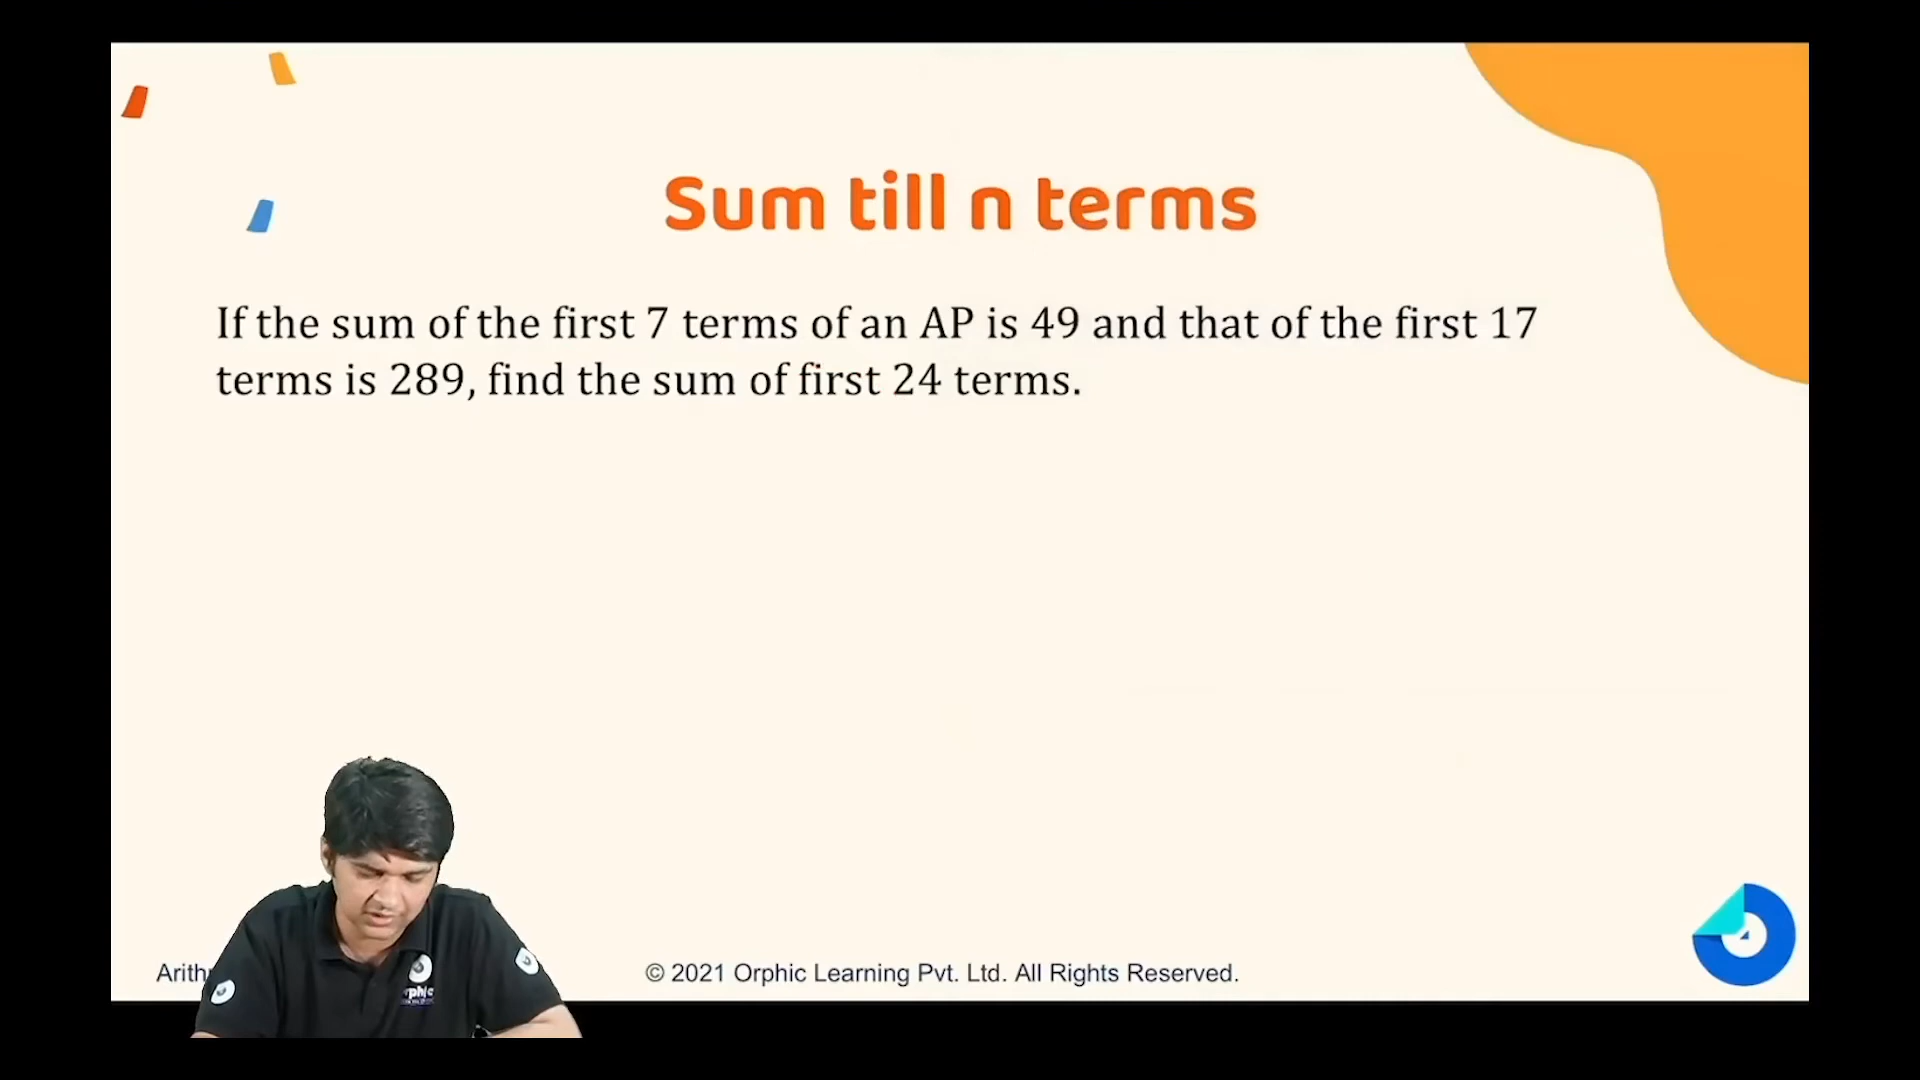 Sum till n terms
If the sum of the first 7 terms of an AP is 49 and that of the first 17
terms is 289, find the sum of first 24 terms.
© 2021 Orphic Learning Pvt. Ltd. All Rights Reserved.